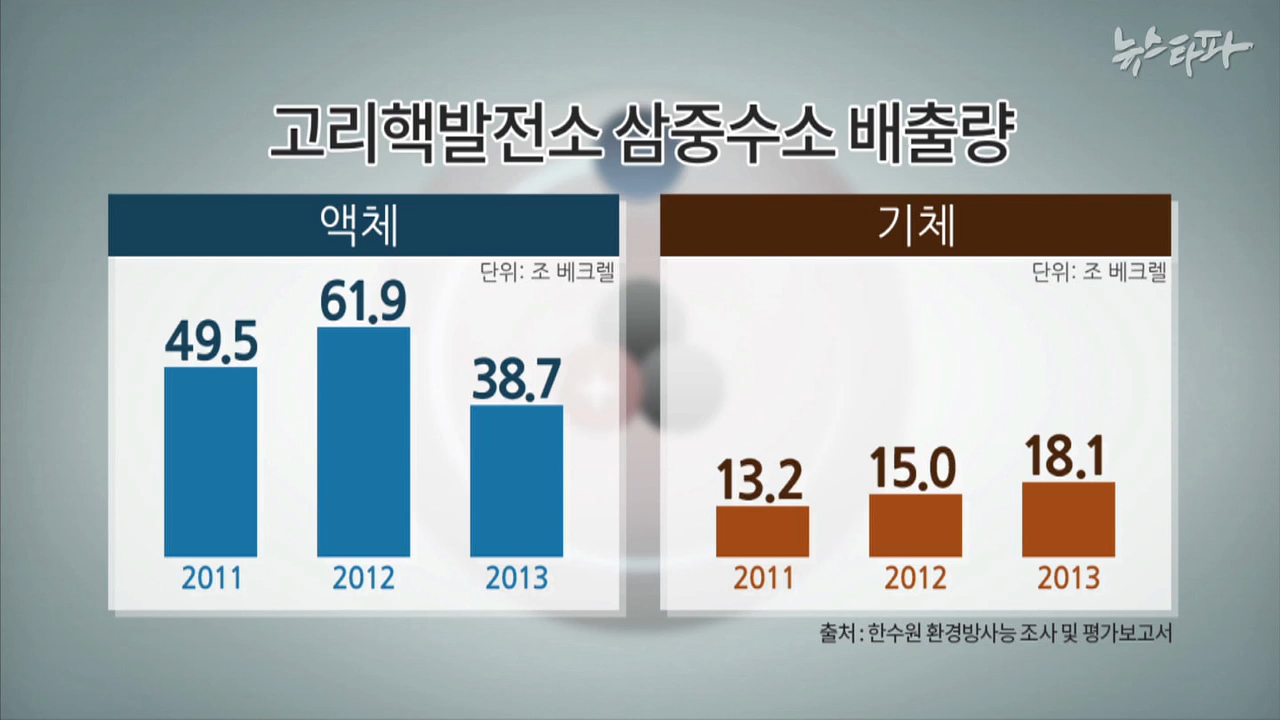 뉴스타파
고리핵발전소 삼중수소 배출량
액체
단위: 조 베크렐
49.5
61.9
38.7
2011
2012
2013
기체
단위: 조 베크렐
13.2
15.0
18.1
2011
2012
2013
출처 : 한수원 환경방사능 조사 및 평가보고서